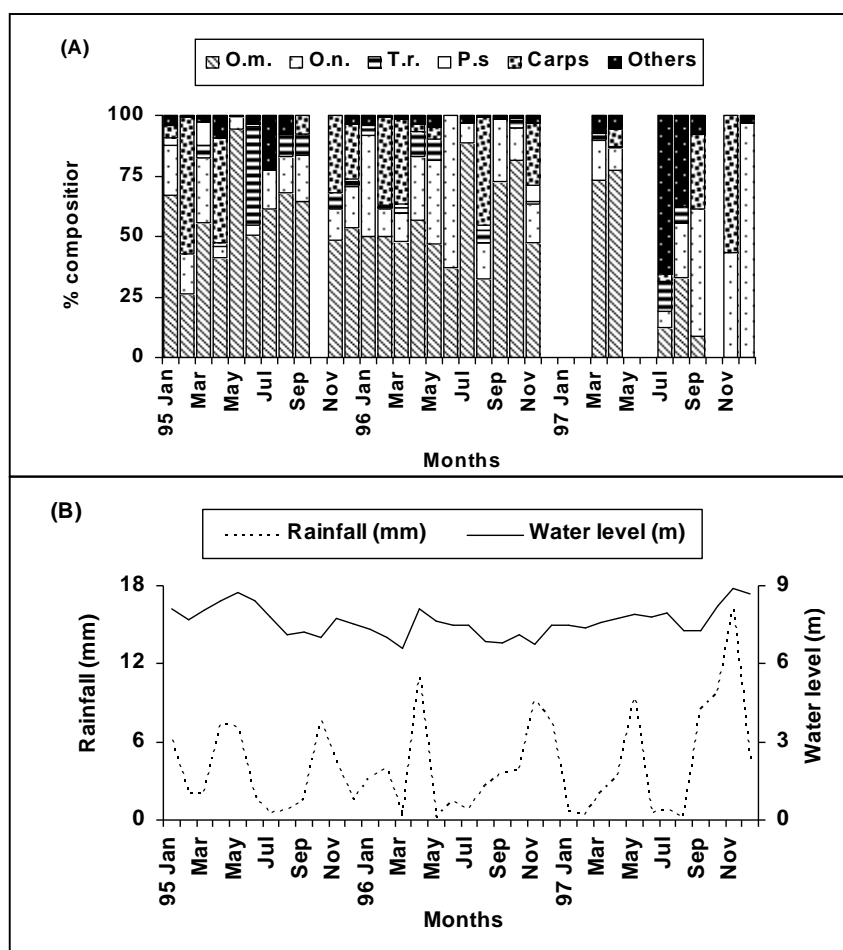 (A)
O.m. O.n. T.r. P.s Carps Others
100
75
50
25
0
% compositior
95 Jan Mar May Jul Sep Nov 96 Jan Mar May Jul Sep Nov 97 Jan Mar May Jul Sep Nov
Months
(B)
Rainfall (mm) Water level (m)
18
12
6
0
Rainfall (mm)
9
6
3
0
Water level (m)
95 Jan Mar May Jul Sep Nov 96 Jan Mar May Jul Sep Nov 97 Jan Mar May Jul Sep Nov
Months